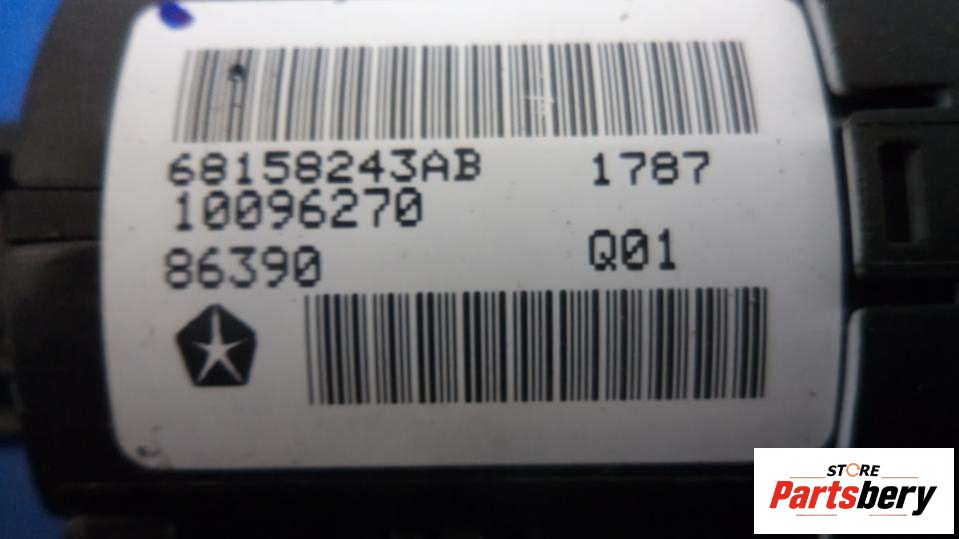 68158243AB 1787
10096270
86390 Q01
STORE
Partsbery